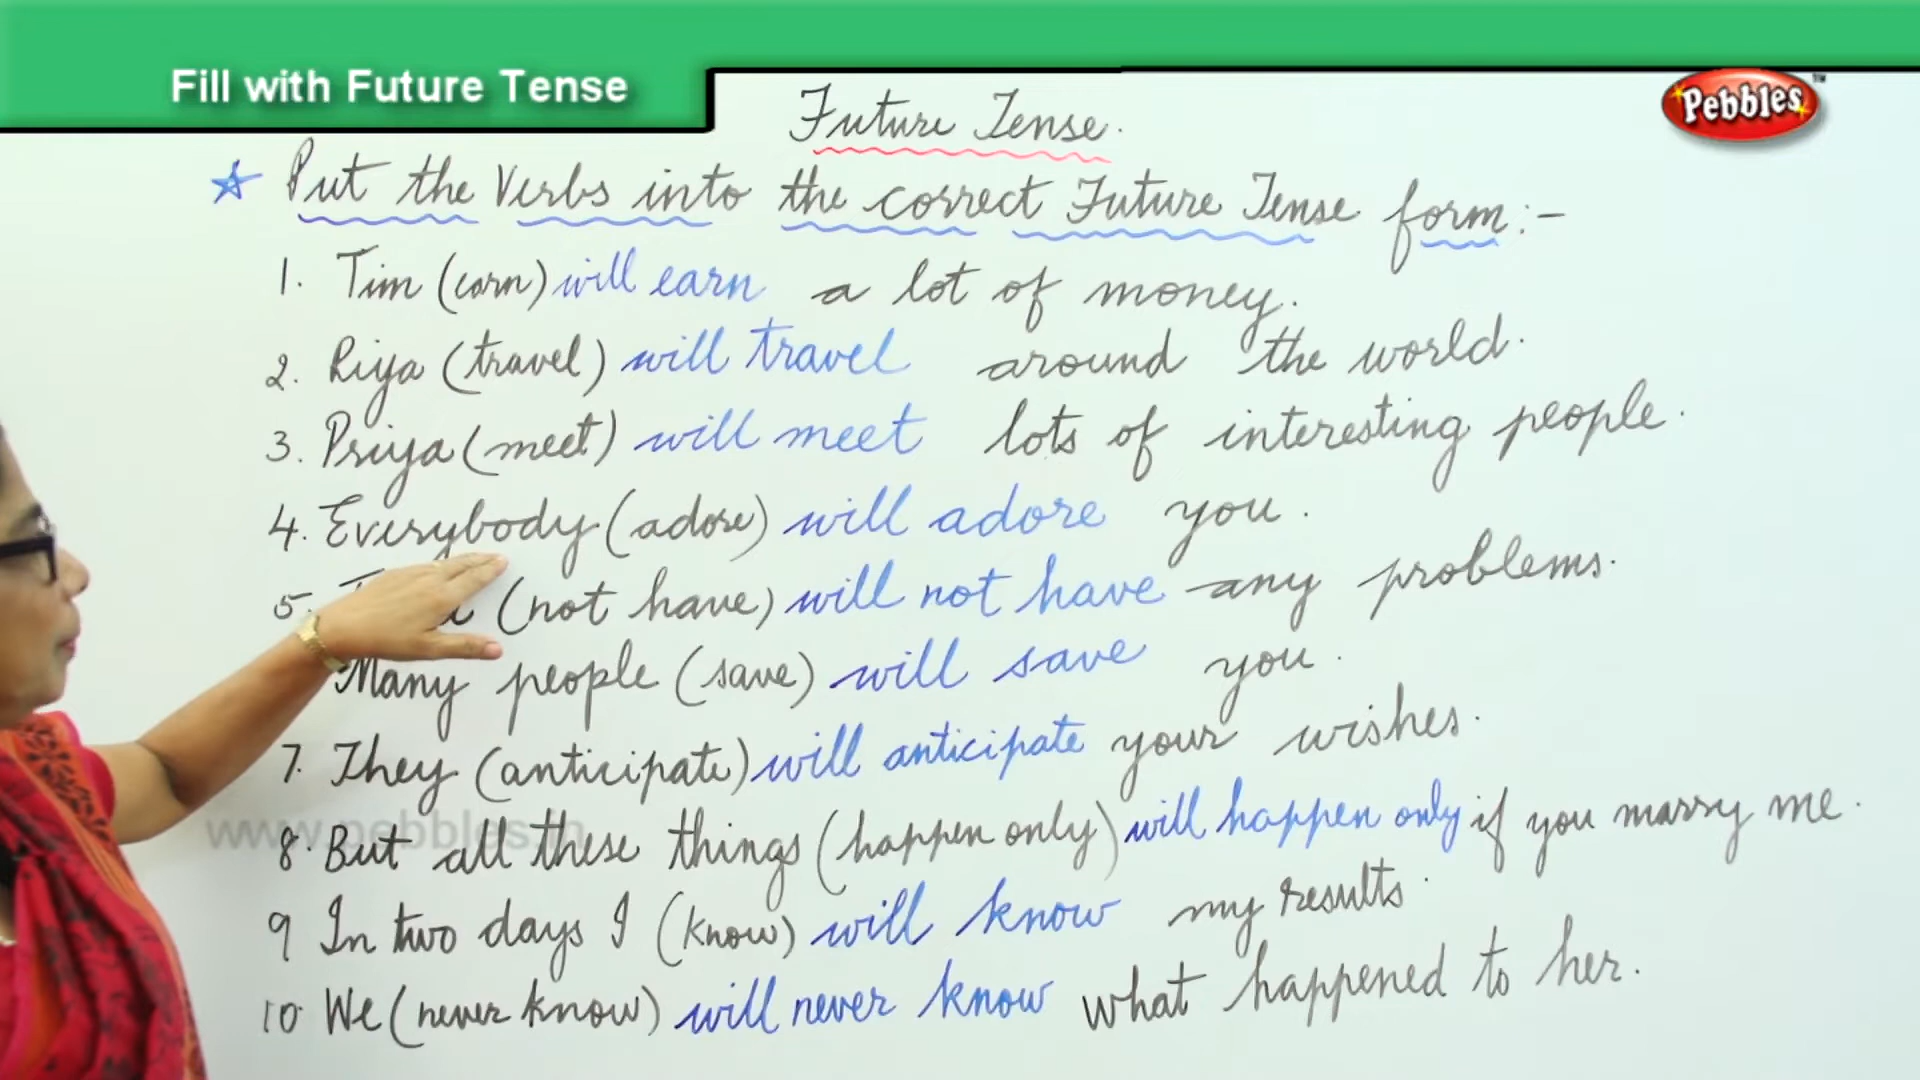 Fill with Future Tense
Pebbles™
Future Tense.
Put the Verbs into the correct Future Tense form:-
1. Tim (earn) will earn a lot of money.
2. Riya (travel) will travel around the world.
3. Priya (meet) will meet lots of interesting people.
4. Everybody (adore) will adore you.
5. (not have) will not have any problems.
Many people (save) will save you.
7. They (anticipate) will anticipate your wishes.
www.pebbles.in
8. But all these things (happen only) will happen only if you marry me.
9 In two days I (know) will know my results.
10. We (never know) will never know what happened to her.